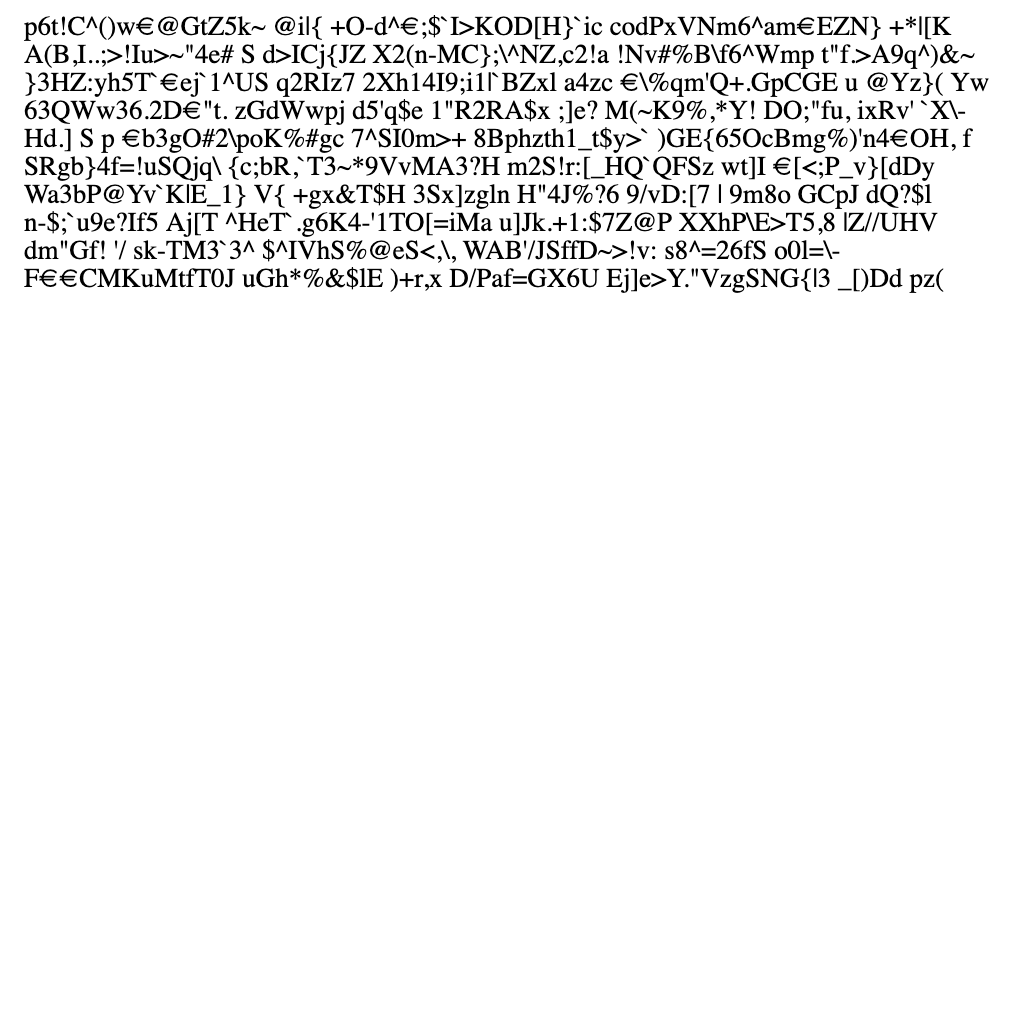 p6t!C^()w€@GtZ5k~ @i|{ +O-d^€;$`I>KOD[H}`ic codPxVNm6^am€EZN} +*|[K
A(B,I..;>!Iu>~"4e# S d>ICj{JZ X2(n-MC};\^NZ,c2!a !Nv#%B\f6^Wmp t"f.>A9q^)&~
}3HZ:yh5T`€ej`1^US q2RIz7 2Xh14I9;i1l`BZxl a4zc €\%qm'Q+.GpCGE u @Yz}( Yw
63QWw36.2D€"t. zGdWwpj d5'q$e 1"R2RA$x ;]e? M(~K9%,*Y! DO;"fu, ixRv' `X\-
Hd.] S p €b3gO#2\poK%#gc 7^SI0m>+ 8Bphzth1_t$y>` )GE{65OcBmg%)'n4€OH, f
SRgb}4f=!uSQjq\ {c;bR,`T3~*9VvMA3?H m2S!r:[_HQ`QFSz wt]I €[<;P_v}[dDy
Wa3bP@Yv`K|E_1} V{ +gx&T$H 3Sx]zgln H"4J%?6 9/vD:[7 | 9m8o GCpJ dQ?$l
n-$;`u9e?If5 Aj[T ^HeT`.g6K4-'1TO[=iMa u]Jk.+1:$7Z@P XXhP\E>T5,8 |Z//UHV
dm"Gf! '/ sk-TM3`3^ $^IVhS%@eS<,\, WAB'/JSffD~>!v: s8^=26fS o0l=\-
F€€CMKuMtfT0J uGh*%&$lE )+r,x D/Paf=GX6U Ej]e>Y."VzgSNG{|3 _[)Dd pz(